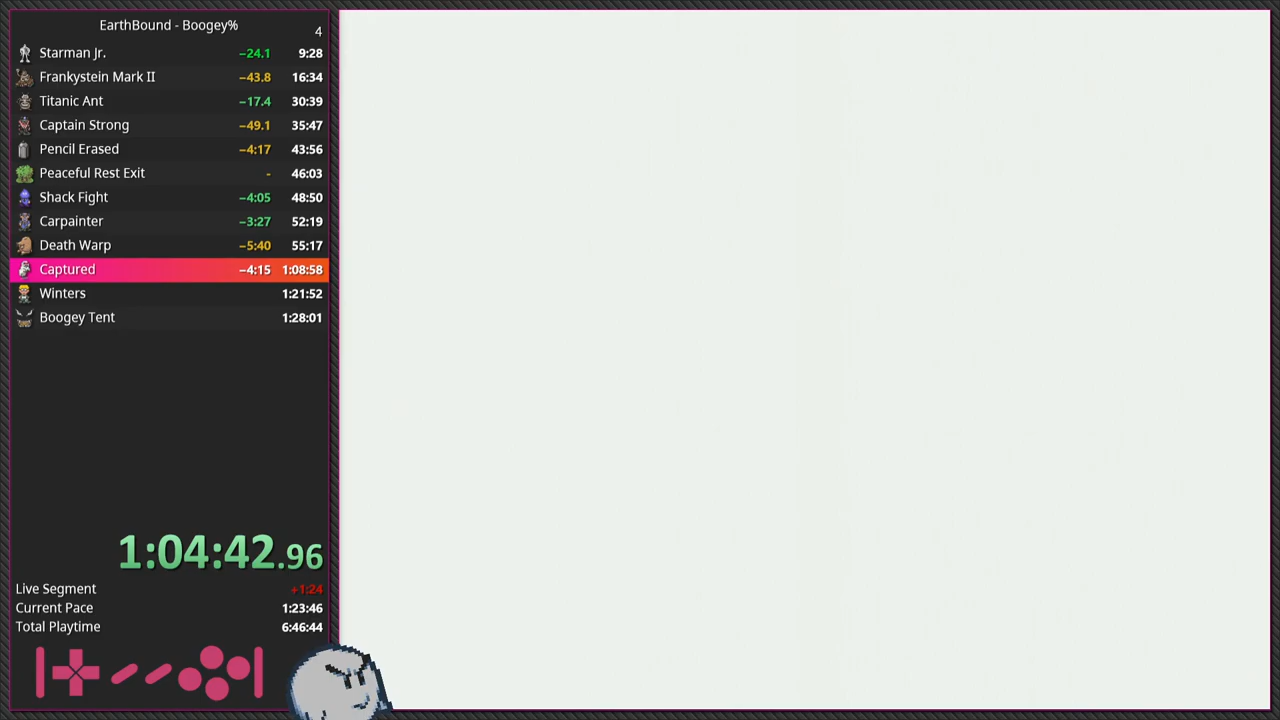 EarthBound - Boogey%
4
Starman Jr. −24.1 9:28
Frankystein Mark II −43.8 16:34
Titanic Ant −17.4 30:39
Captain Strong −49.1 35:47
Pencil Erased −4:17 43:56
Peaceful Rest Exit - 46:03
Shack Fight −4:05 48:50
Carpainter −3:27 52:19
Death Warp −5:40 55:17
Captured −4:15 1:08:58
Winters 1:21:52
Boogey Tent 1:28:01
1:04:42.96
Live Segment +1:24
Current Pace 1:23:46
Total Playtime 6:46:44